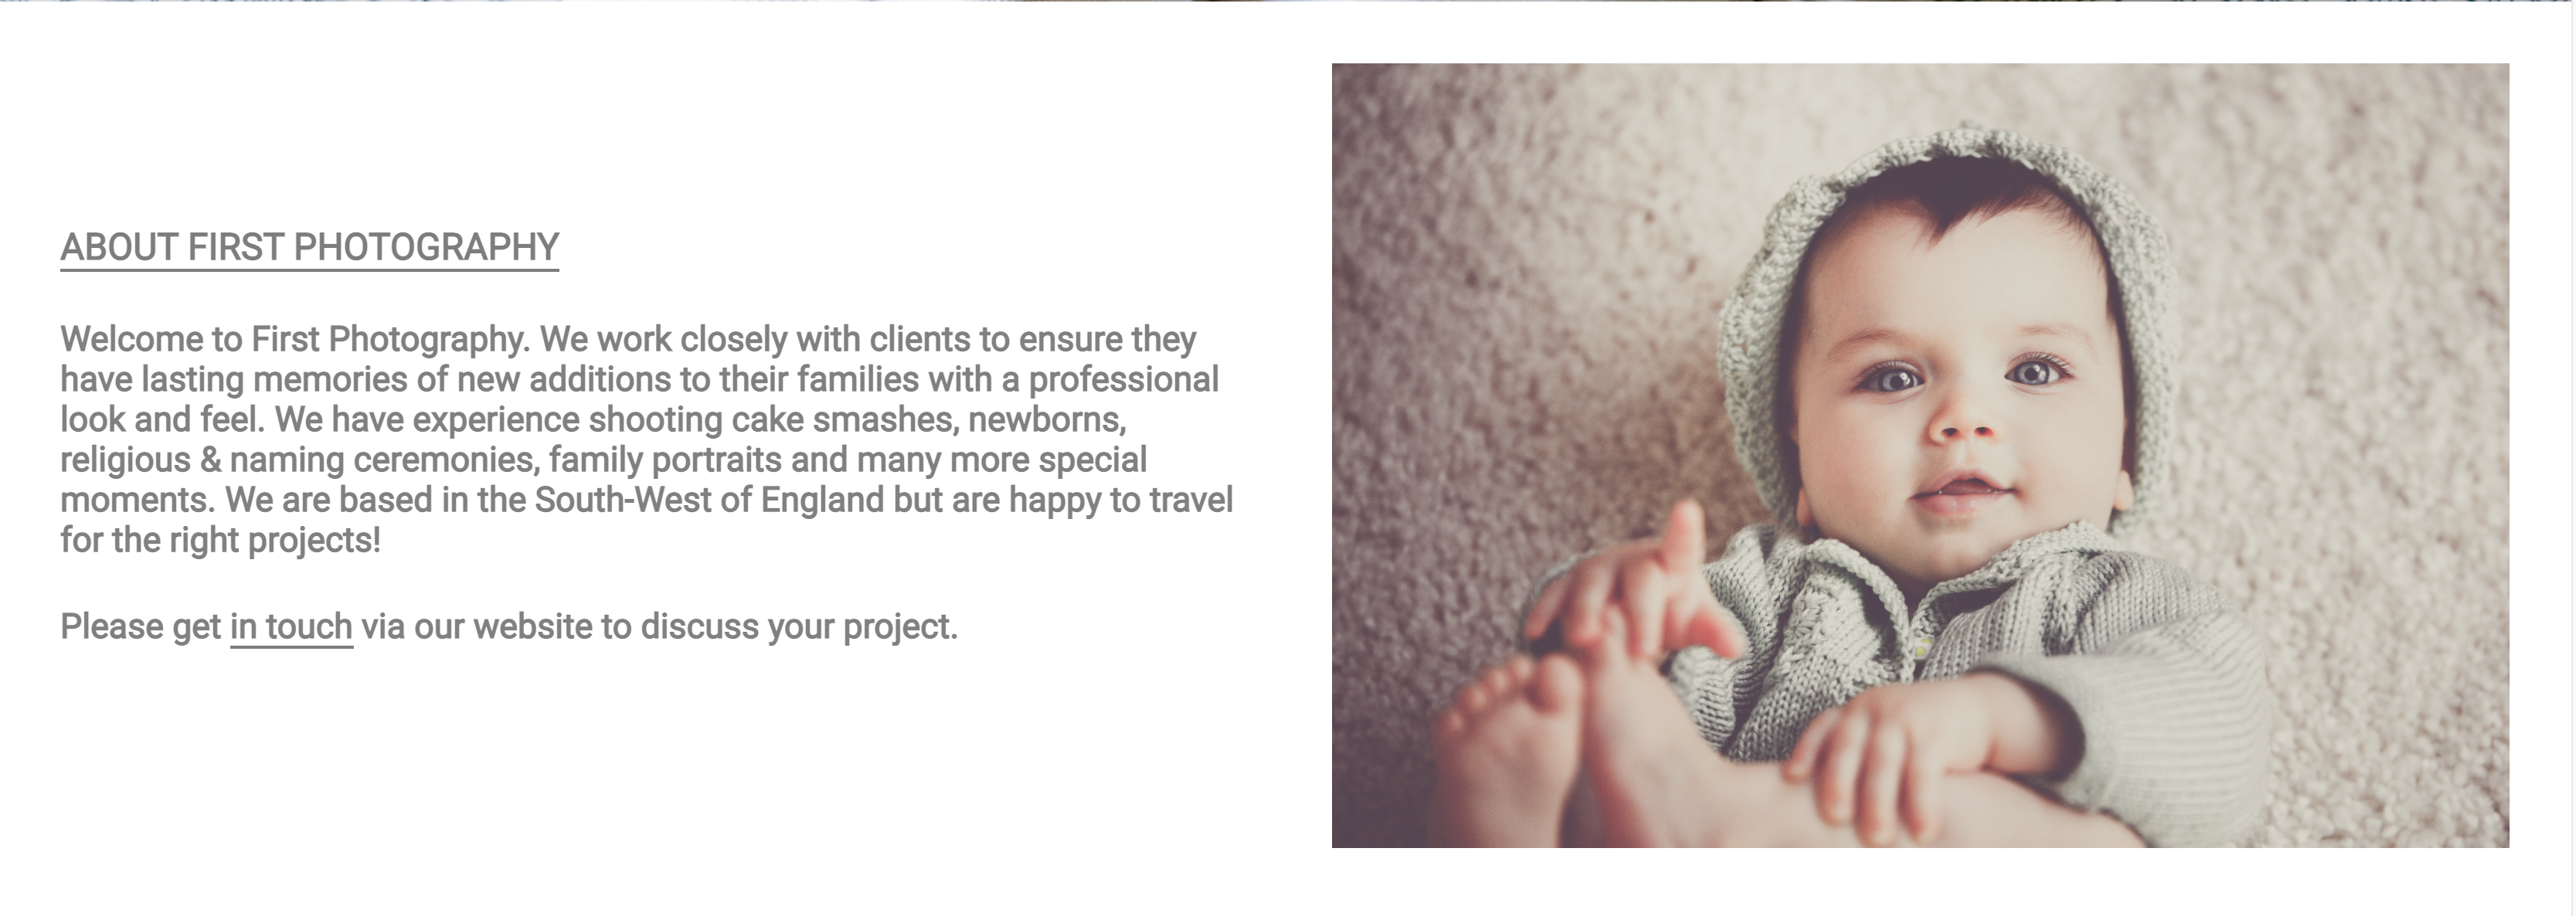 ABOUT FIRST PHOTOGRAPHY
Welcome to First Photography. We work closely with clients to ensure they
have lasting memories of new additions to their families with a professional
look and feel. We have experience shooting cake smashes, newborns,
religious & naming ceremonies, family portraits and many more special
moments. We are based in the South-West of England but are happy to travel
for the right projects!
Please get in touch via our website to discuss your project.